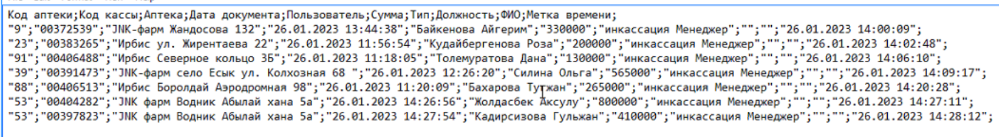 Код аптеки;Код кассы;Аптека;Дата документа;Пользователь;Сумма;Тип;Должность;ФИО;Метка времени;
"9";"00372539";"JNK-фарм Жандосова 132";"26.01.2023 13:44:38";"Байкенова Айгерим";"330000";"инкассация Менеджер";"";"";"26.01.2023 14:00:09";
"23";"00383265";"Ирбис ул. Жирентаева 22";"26.01.2023 11:56:54";"Кудайбергенова Роза";"200000";"инкассация Менеджер";"";"";"26.01.2023 14:02:48";
"91";"00406488";"Ирбис Северное кольцо 3Б";"26.01.2023 11:18:05";"Толемуратова Дана";"130000";"инкассация Менеджер";"";"";"26.01.2023 14:06:10";
"39";"00391473";"JNK-фарм село Есык ул. Колхозная 68 ";"26.01.2023 12:26:20";"Силина Ольга";"565000";"инкассация Менеджер";"";"";"26.01.2023 14:09:17";
"88";"00406513";"Ирбис Боролдай Аэродромная 98";"26.01.2023 11:20:09";"Бахарова Тутжан";"265000";"инкассация Менеджер";"";"";"26.01.2023 14:20:28";
"53";"00404282";"JNK фарм Водник Абылай хана 5а";"26.01.2023 14:26:56";"Жолдасбек Аксулу";"800000";"инкассация Менеджер";"";"";"26.01.2023 14:27:11";
"53";"00397823";"JNK фарм Водник Абылай хана 5а";"26.01.2023 14:27:54";"Кадирсизова Гульжан";"410000";"инкассация Менеджер";"";"";"26.01.2023 14:28:12";